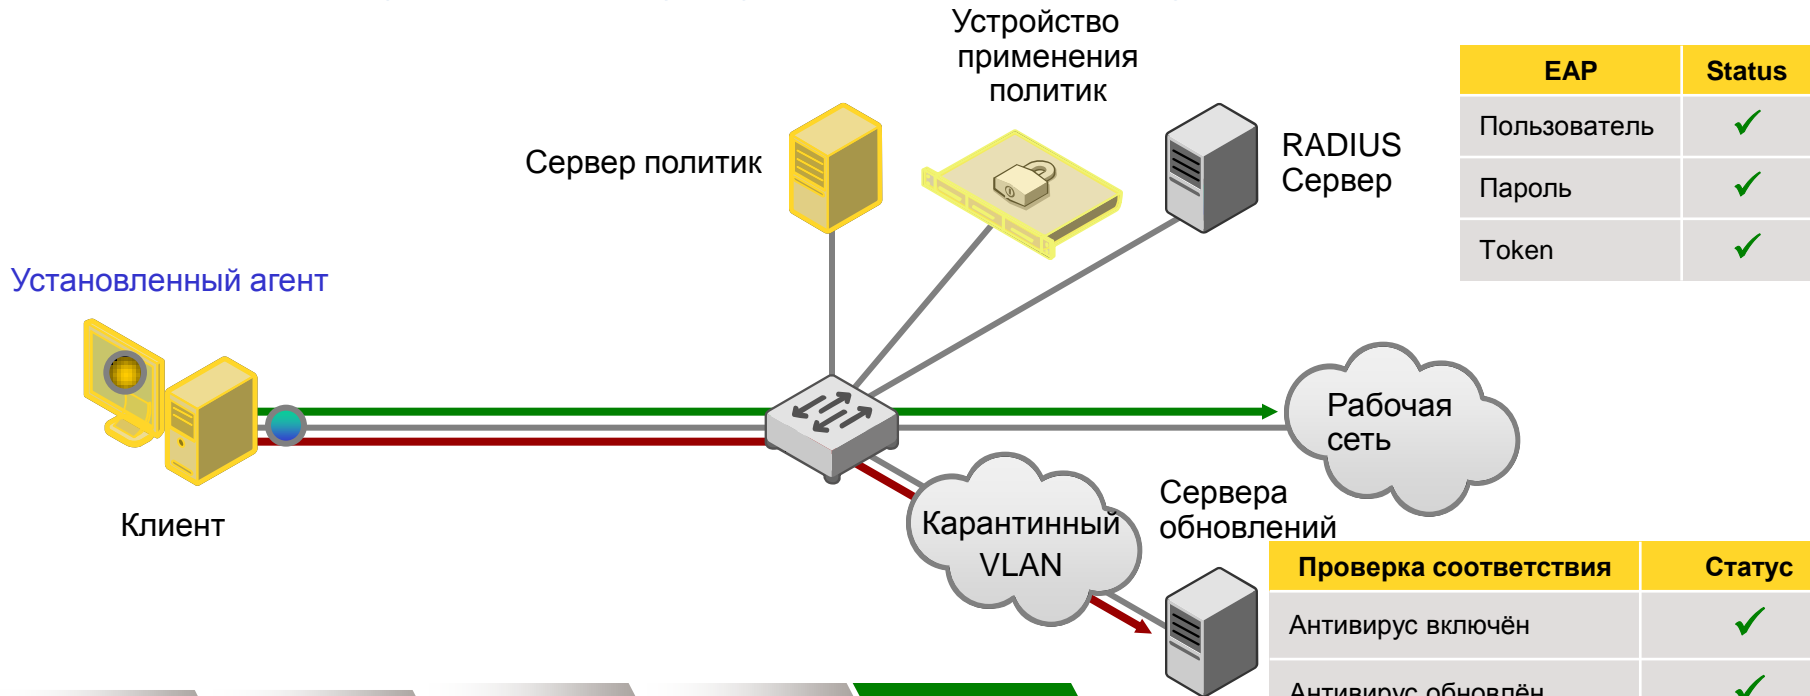 Устройство
применения
политик
EAP Status
Пользователь
Пароль
Token
Сервер политик
RADIUS
Сервер
Установленный агент
Клиент
Рабочая
сеть
Карантинный
VLAN
Сервера
обновлений
Проверка соответствия Статус
Антивирус включён
Антивирус обновлён